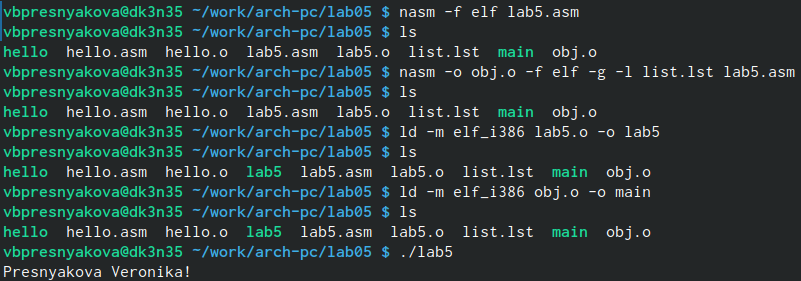 vbpresnyakova@dk3n35 ~/work/arch-pc/lab05 $ nasm -f elf lab5.asm
vbpresnyakova@dk3n35 ~/work/arch-pc/lab05 $ ls
hello  hello.asm  hello.o  lab5.asm  lab5.o  list.lst  main  obj.o
vbpresnyakova@dk3n35 ~/work/arch-pc/lab05 $ nasm -o obj.o -f elf -g -l list.lst lab5.asm
vbpresnyakova@dk3n35 ~/work/arch-pc/lab05 $ ls
hello  hello.asm  hello.o  lab5.asm  lab5.o  list.lst  main  obj.o
vbpresnyakova@dk3n35 ~/work/arch-pc/lab05 $ ld -m elf_i386 lab5.o -o lab5
vbpresnyakova@dk3n35 ~/work/arch-pc/lab05 $ ls
hello  hello.asm  hello.o  lab5  lab5.asm  lab5.o  list.lst  main  obj.o
vbpresnyakova@dk3n35 ~/work/arch-pc/lab05 $ ld -m elf_i386 obj.o -o main
vbpresnyakova@dk3n35 ~/work/arch-pc/lab05 $ ls
hello  hello.asm  hello.o  lab5  lab5.asm  lab5.o  list.lst  main  obj.o
vbpresnyakova@dk3n35 ~/work/arch-pc/lab05 $ ./lab5
Presnyakova Veronika!